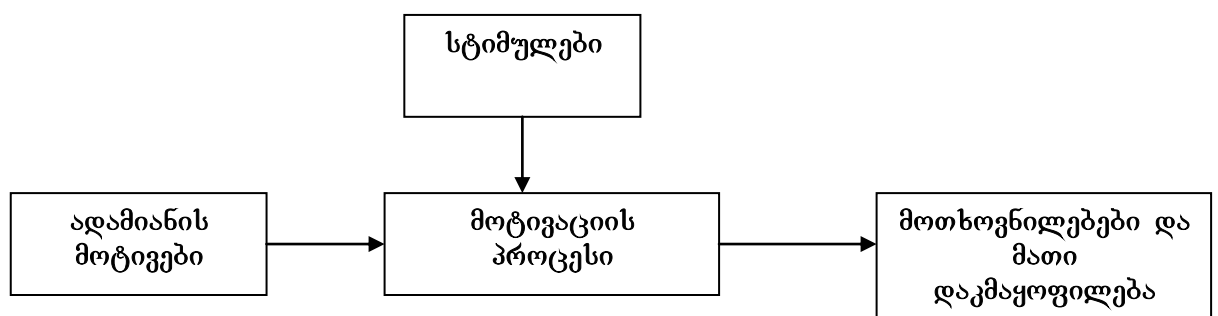 სტიმულები
ადამიანის
მოტივები
მოტივაციის
პროცესი
მოთხოვნილებები და
მათი
დაკმაყოფილება